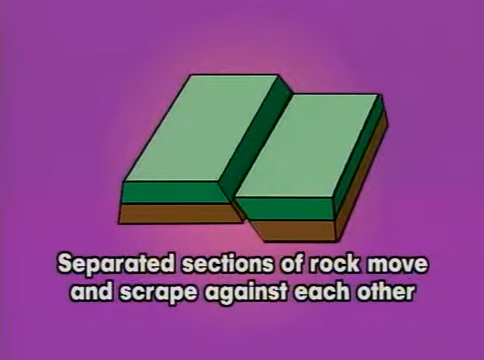 Separated sections of rock move
and scrape against each other